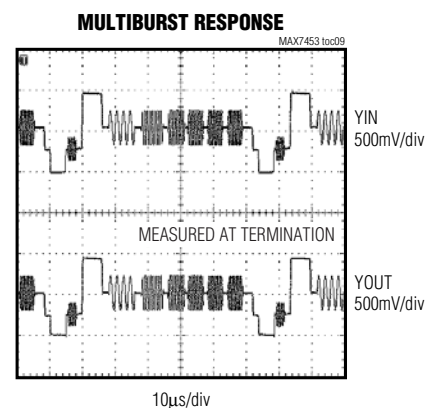 MULTIBURST RESPONSE
MAX7453 toc09
T
YIN
500mV/div
MEASURED AT TERMINATION
YOUT
500mV/div
10μs/div